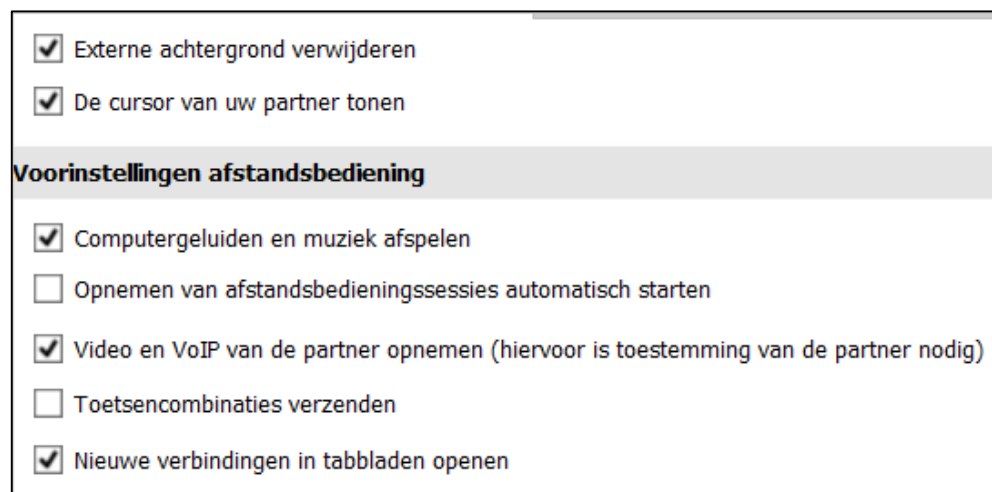 Externe achtergrond verwijderen
De cursor van uw partner tonen
Voorinstellingen afstandsbediening
Computergeluiden en muziek afspelen
Opnemen van afstandsbedieningssessies automatisch starten
Video en VoIP van de partner opnemen (hiervoor is toestemming van de partner nodig)
Toetsencombinaties verzenden
Nieuwe verbindingen in tabbladen openen